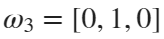 ω₃ = [0, 1, 0]